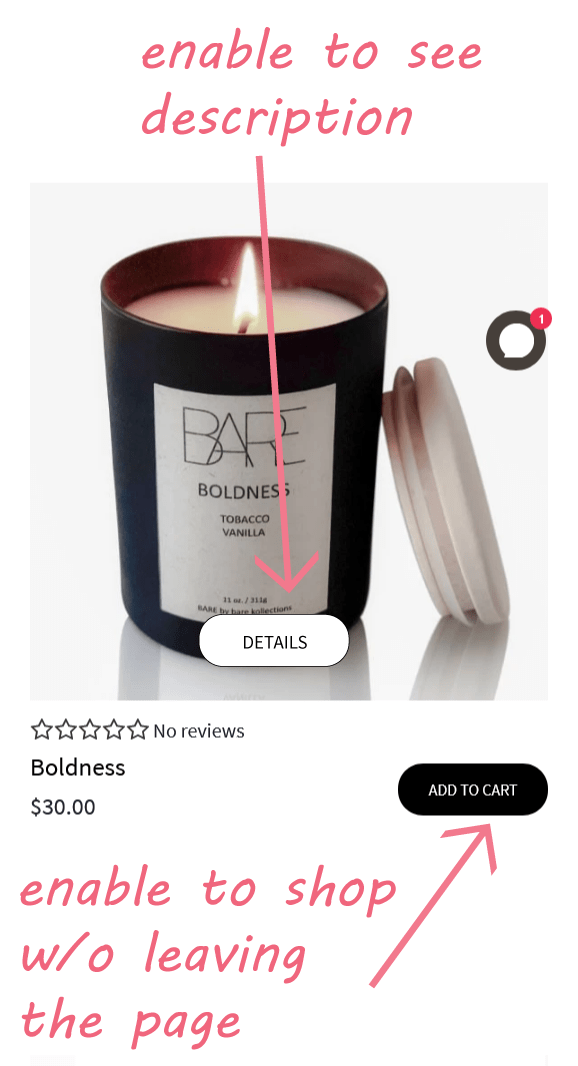 enable to see
description
1
BARE
BOLDNESS
TOBACCO
VANILLA
11 oz. / 311g
BARE by bare kollections
DETAILS
No reviews
Boldness
ADD TO CART
$30.00
enable to shop
w/o leaving
the page